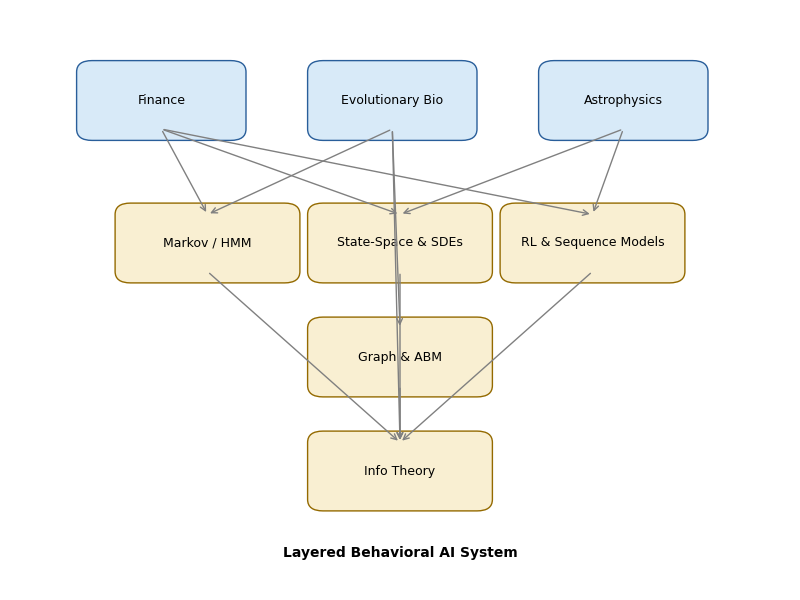 Finance
Evolutionary Bio
Astrophysics
Markov / HMM
State-Space & SDEs
RL & Sequence Models
Graph & ABM
Info Theory
Layered Behavioral AI System